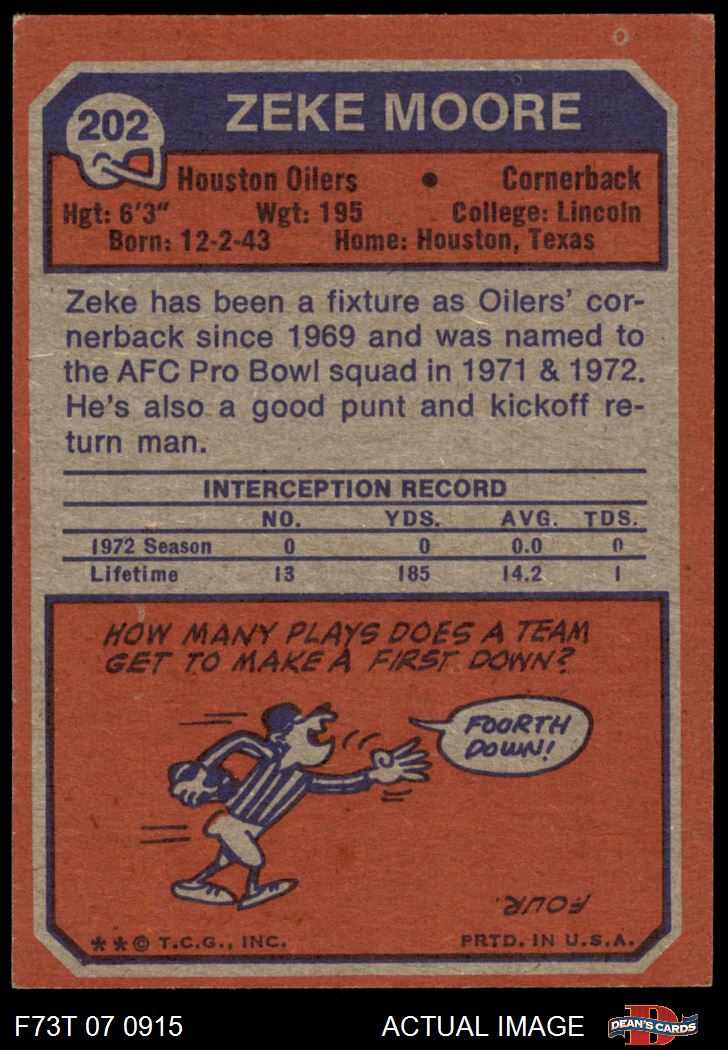 202
ZEKE MOORE
Houston Oilers • Cornerback
Hgt: 6'3" Wgt: 195 College: Lincoln
Born: 12-2-43 Home: Houston, Texas
Zeke has been a fixture as Oilers' cor-
nerback since 1969 and was named to
the AFC Pro Bowl squad in 1971 & 1972.
He's also a good punt and kickoff re-
turn man.
INTERCEPTION RECORD
NO. YDS. AVG. TDS.
1972 Season 0 0 0.0 0
Lifetime 13 185 14.2 1
HOW MANY PLAYS DOES A TEAM
GET TO MAKE A FIRST DOWN?
FOORTH
DOWN!
FOUR.
**© T.C.G., INC. PRTD. IN U.S.A.
F73T 07 0915 ACTUAL IMAGE
D
DEAN'S CARDS